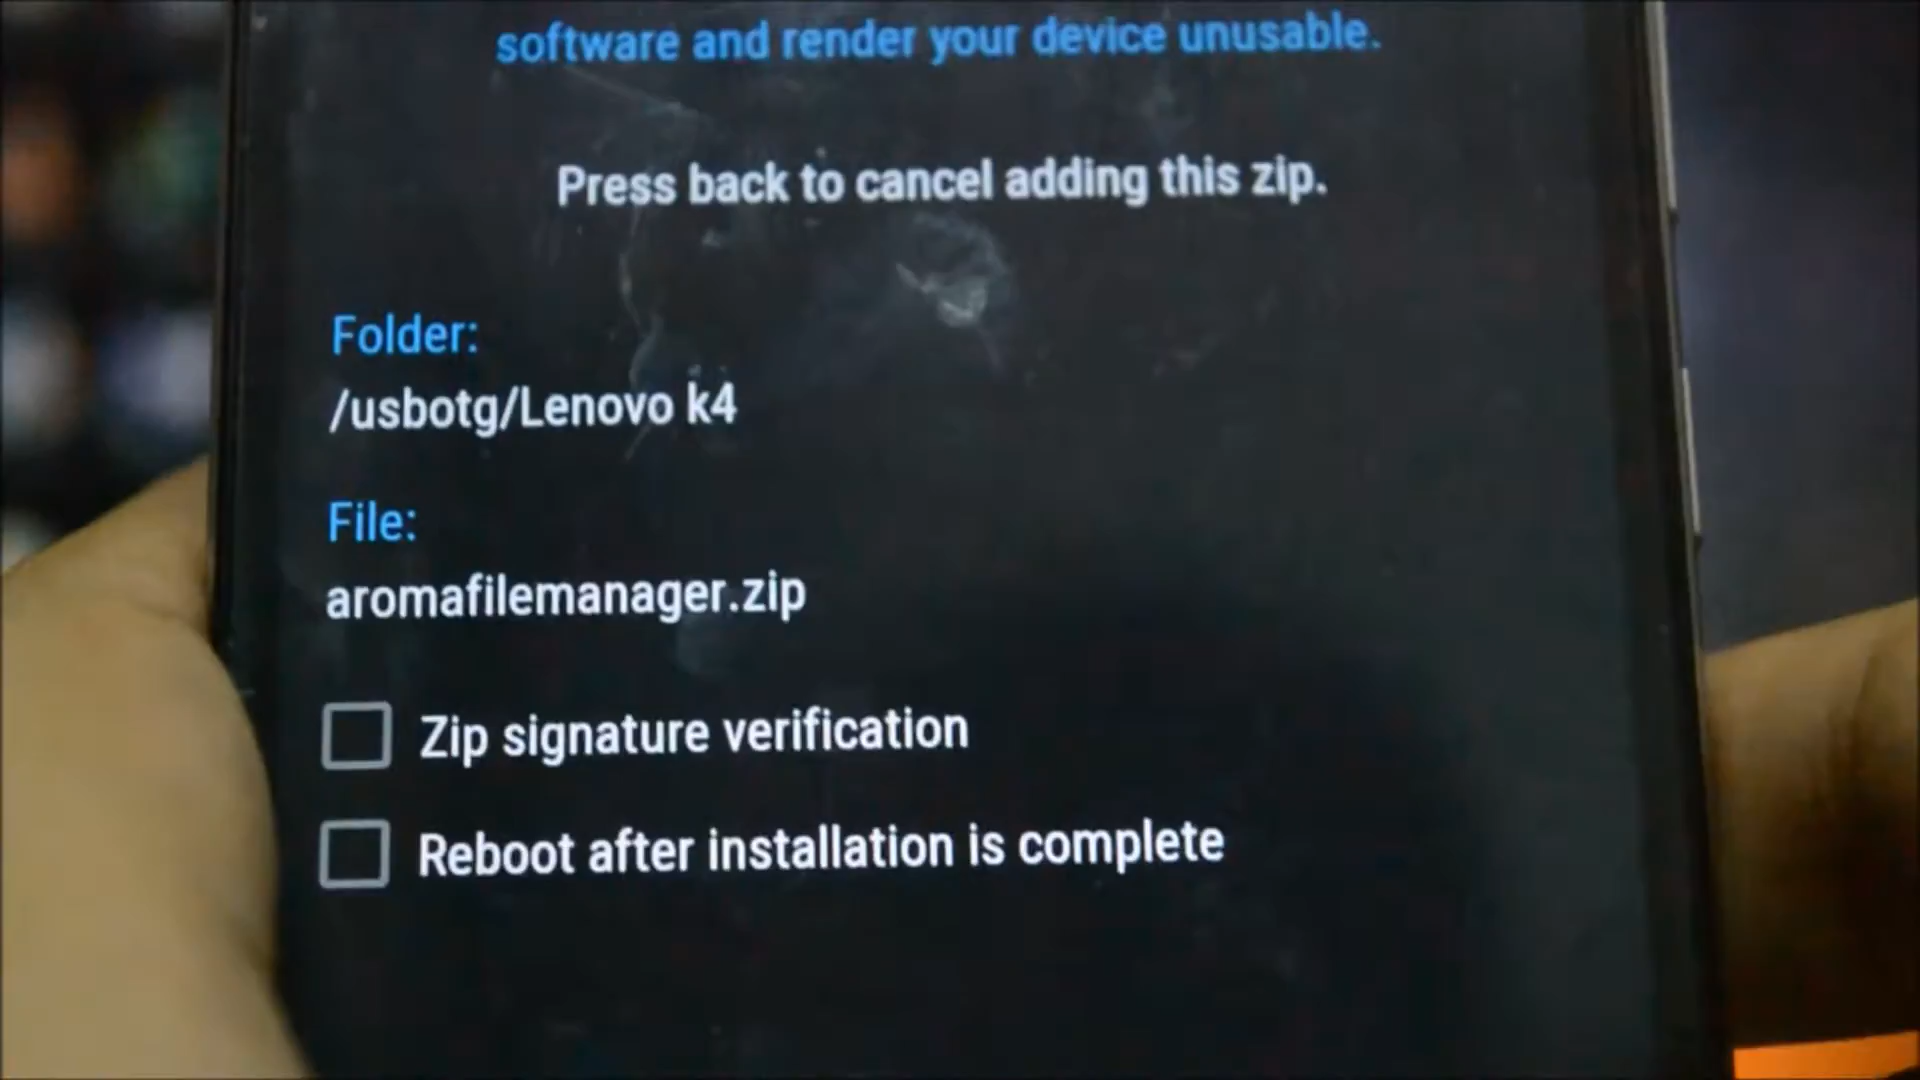 software and render your device unusable.
Press back to cancel adding this zip.
Folder:
/usbotg/Lenovo k4
File:
aromafilemanager.zip
Zip signature verification
Reboot after installation is complete